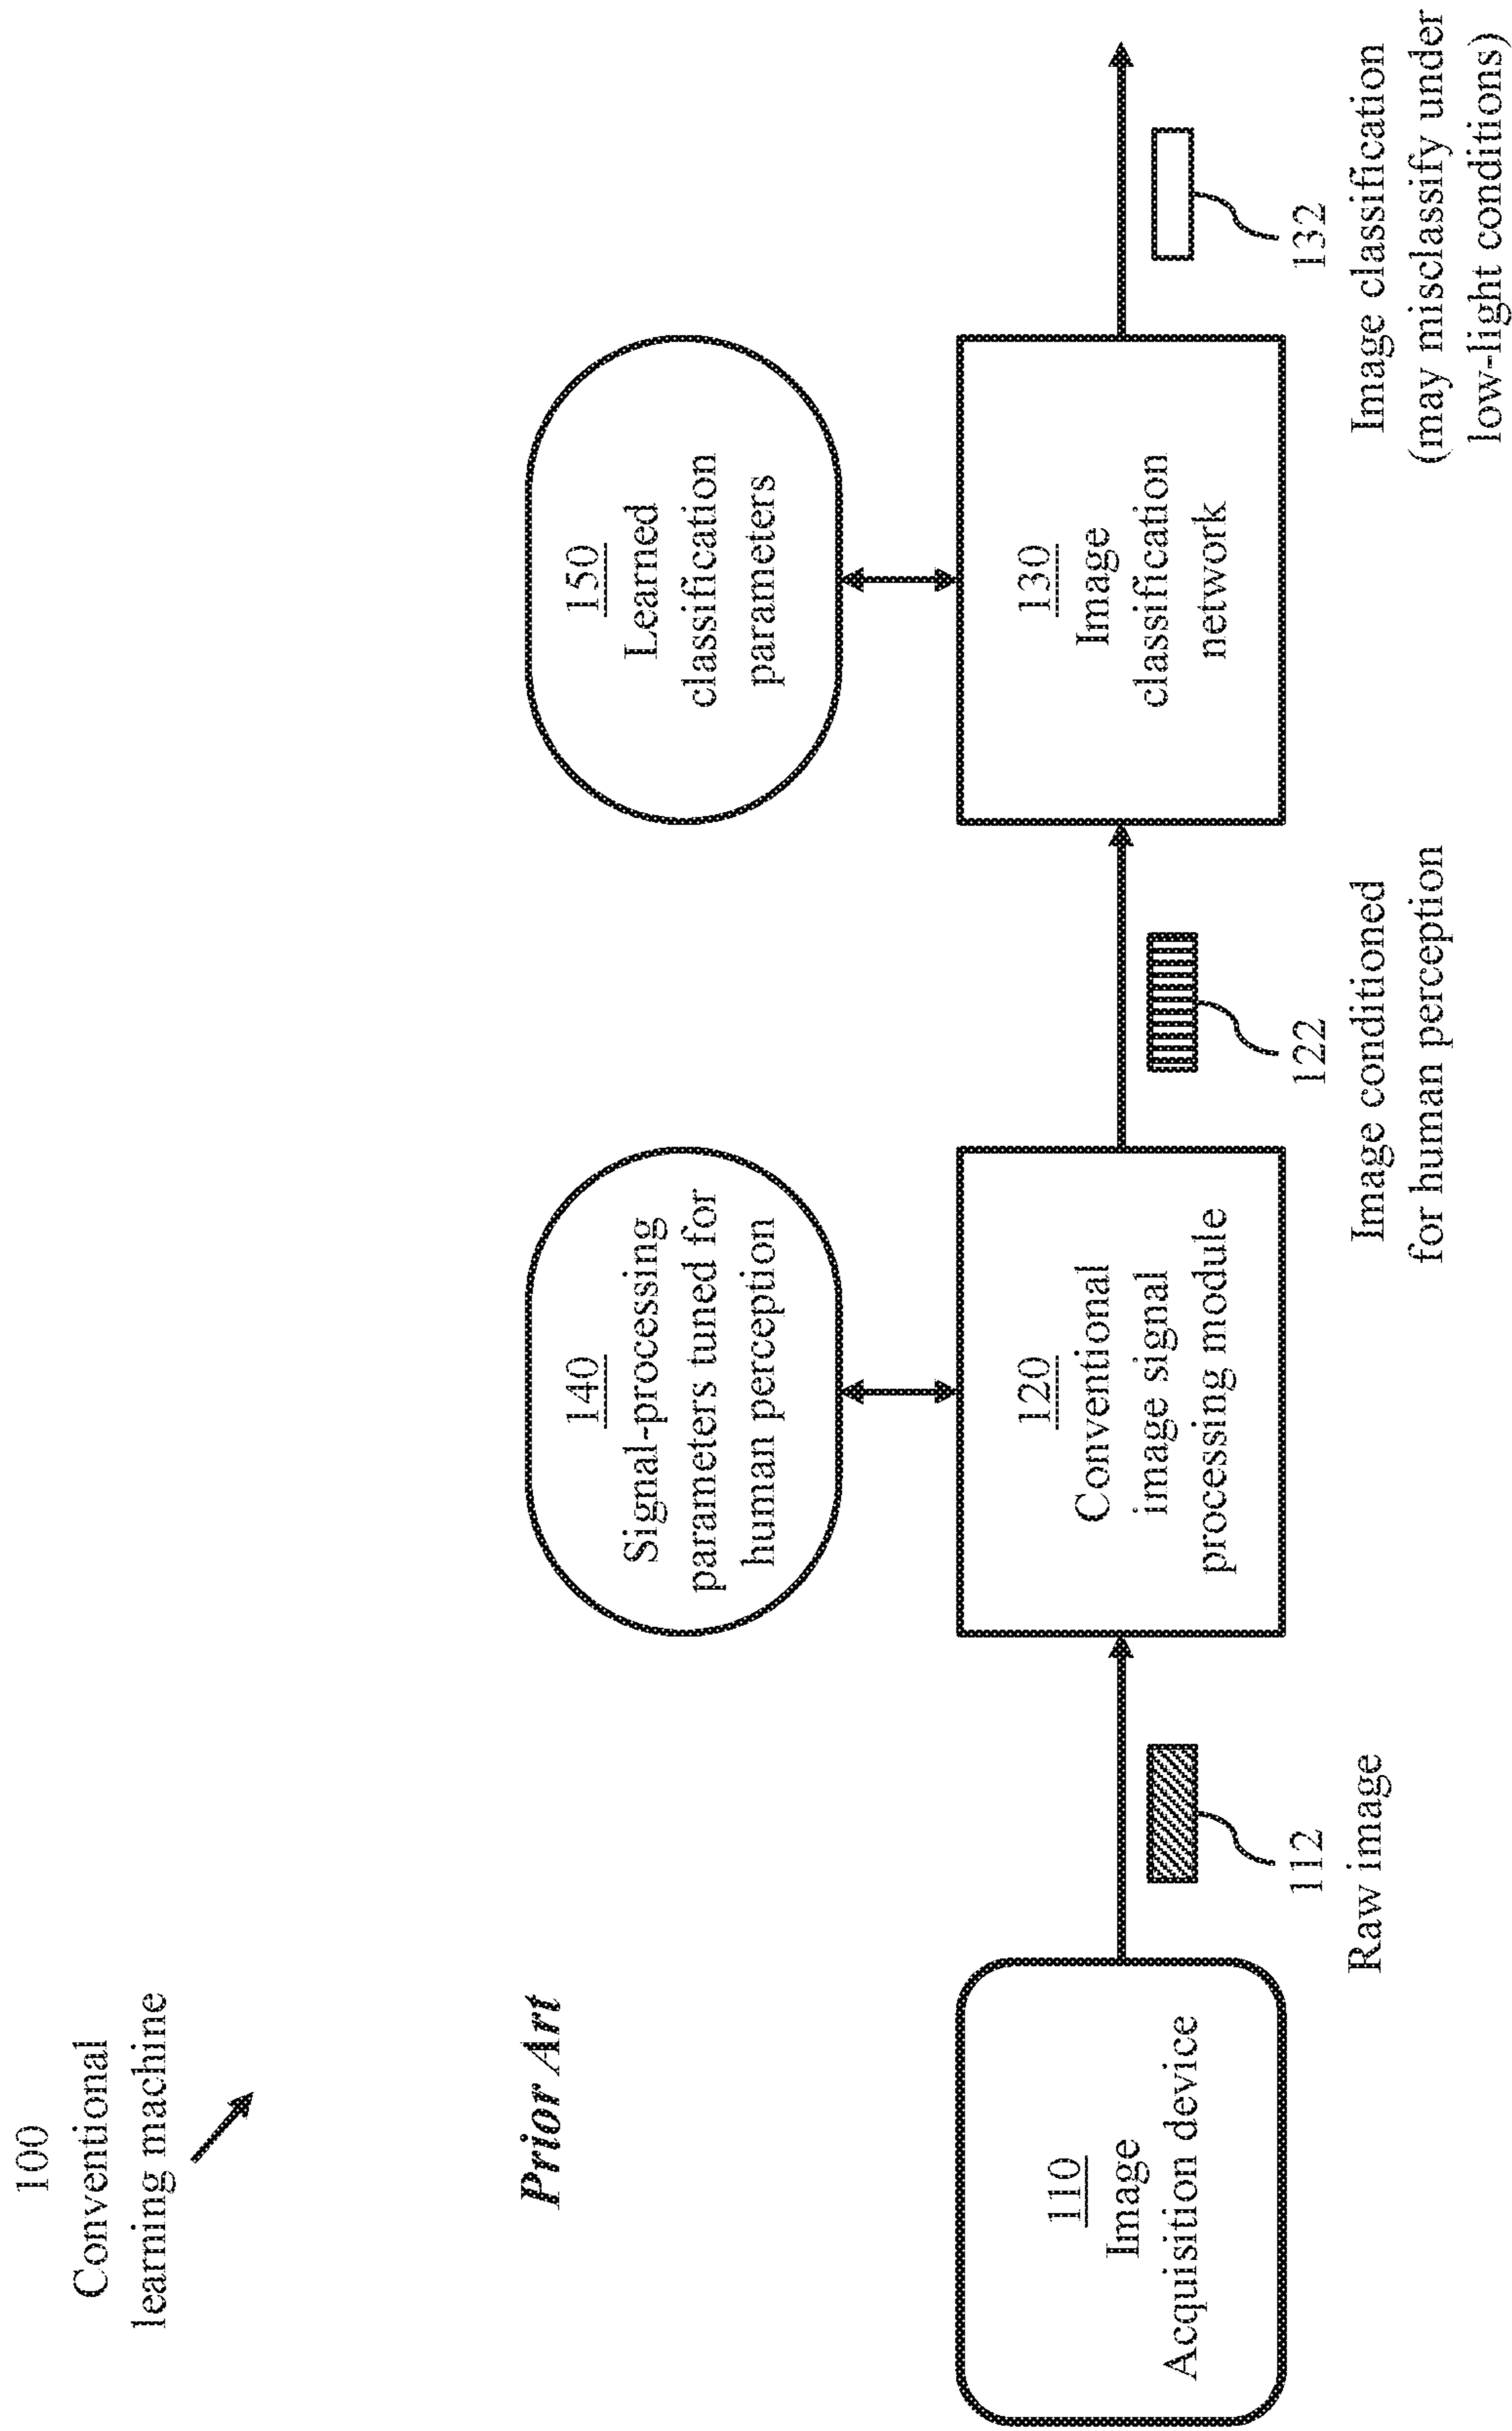 100
Conventional
learning machine
Prior Art
140
Signal-processing
parameters tuned for
human perception
150
Learned
classification
parameters
110
Image
Acquisition device
120
Conventional
image signal
processing module
130
Image
classification
network
112
Raw image
122
Image conditioned
for human perception
132
Image classification
(may misclassify under
low-light conditions)